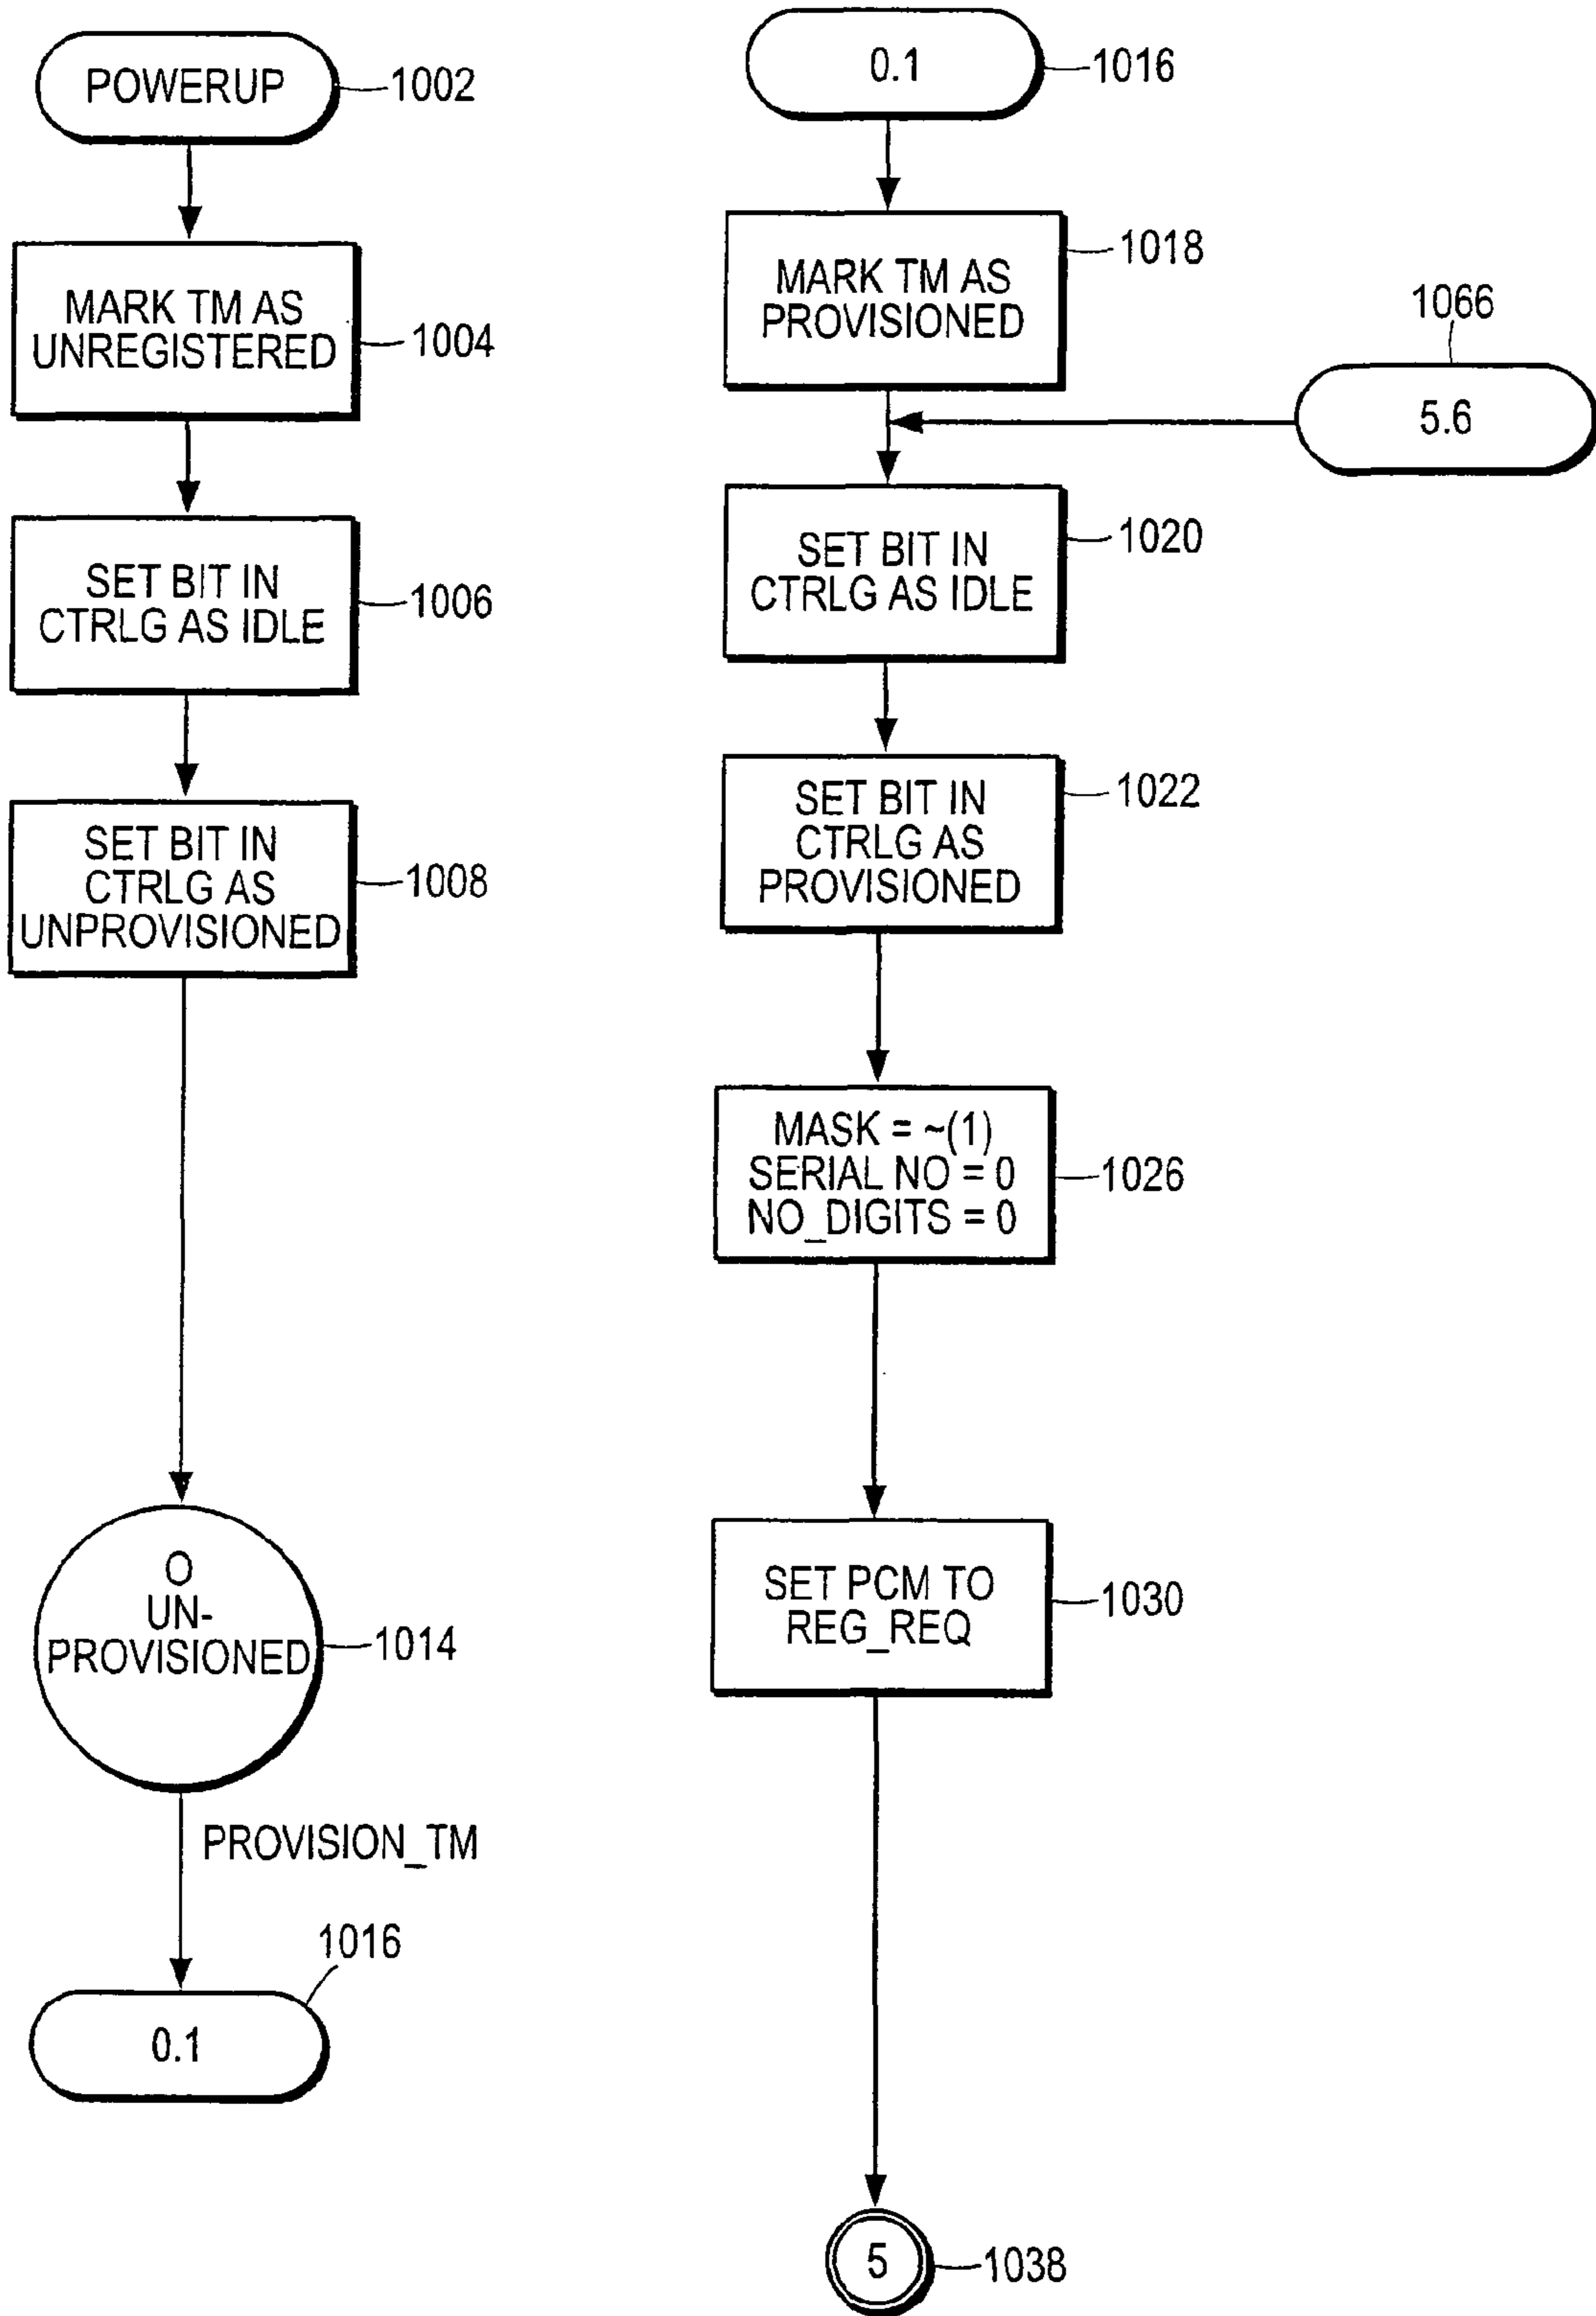 POWERUP
1002
MARK TM AS
UNREGISTERED
1004
SET BIT IN
CTRLG AS IDLE
1006
SET BIT IN
CTRLG AS
UNPROVISIONED
1008
O
UN-
PROVISIONED
1014
PROVISION_TM
1016
0.1
0.1
1016
MARK TM AS
PROVISIONED
1018
1066
5.6
SET BIT IN
CTRLG AS IDLE
1020
SET BIT IN
CTRLG AS
PROVISIONED
1022
MASK = ~(1)
SERIAL NO = 0
NO_DIGITS = 0
1026
SET PCM TO
REG_REQ
1030
5
1038